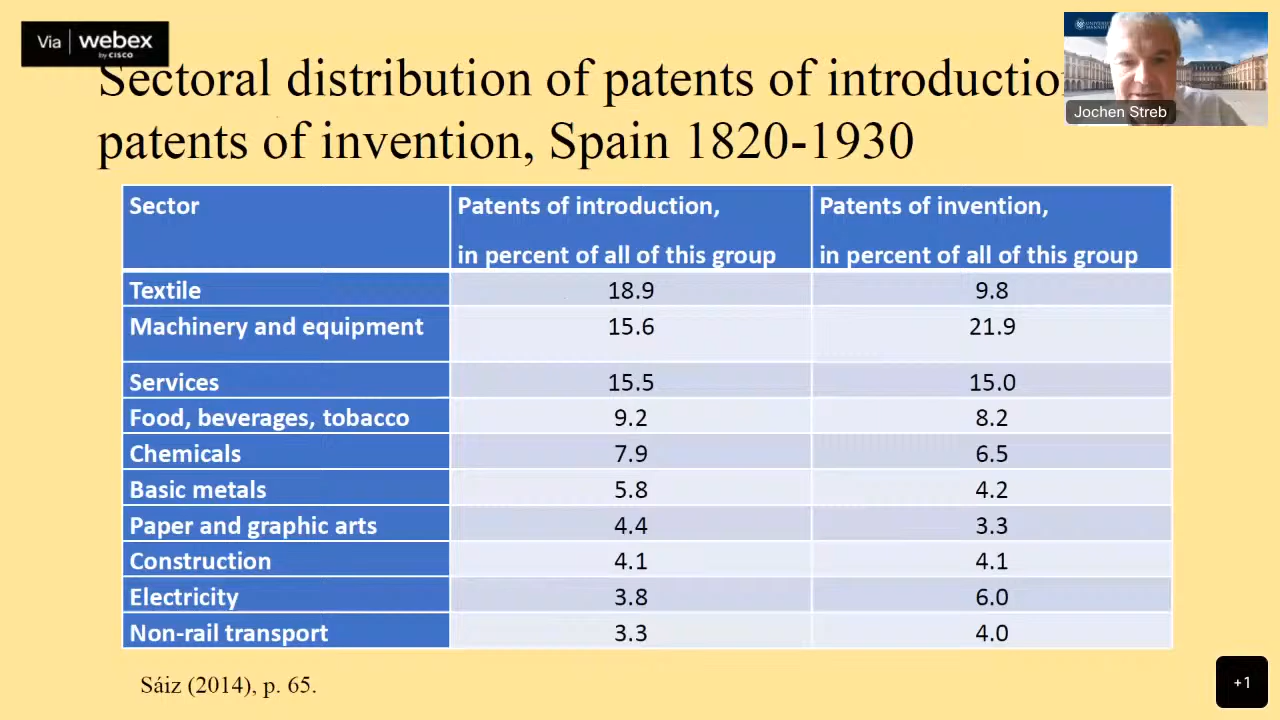 Via | webex
by CISCO
Sectoral distribution of patents of introductio
patents of invention, Spain 1820-1930
Jochen Streb
Sector
Patents of introduction,
in percent of all of this group
Patents of invention,
in percent of all of this group
Textile 18.9 9.8
Machinery and equipment 15.6 21.9
Services 15.5 15.0
Food, beverages, tobacco 9.2 8.2
Chemicals 7.9 6.5
Basic metals 5.8 4.2
Paper and graphic arts 4.4 3.3
Construction 4.1 4.1
Electricity 3.8 6.0
Non-rail transport 3.3 4.0
Sáiz (2014), p. 65.
+1